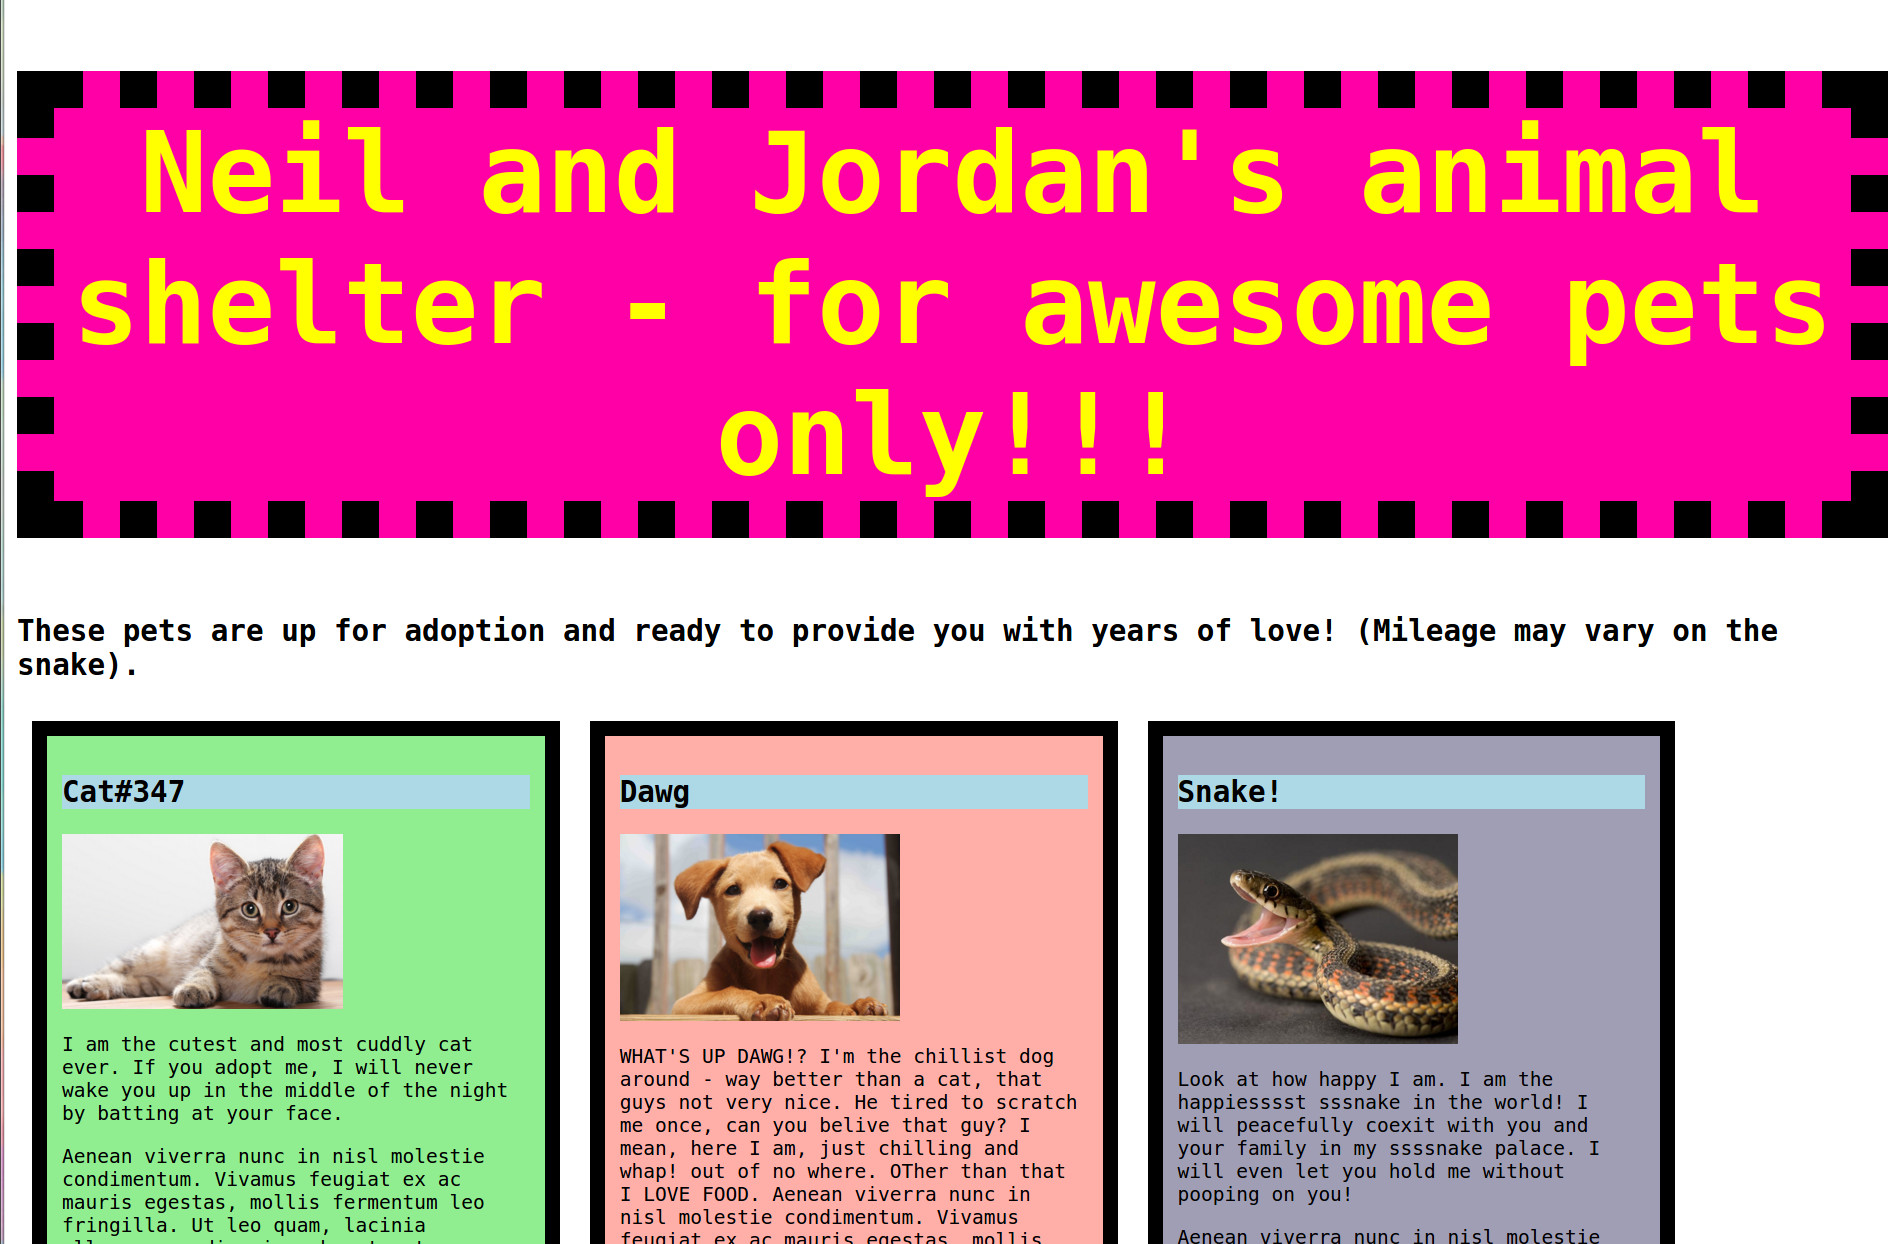 Neil and Jordan's animal
shelter - for awesome pets
only!!!
These pets are up for adoption and ready to provide you with years of love! (Mileage may vary on the
snake).
Cat#347
I am the cutest and most cuddly cat
ever. If you adopt me, I will never
wake you up in the middle of the night
by batting at your face.
Aenean viverra nunc in nisl molestie
condimentum. Vivamus feugiat ex ac
mauris egestas, mollis fermentum leo
fringilla. Ut leo quam, lacinia
Dawg
WHAT'S UP DAWG!? I'm the chillist dog
around - way better than a cat, that
guys not very nice. He tired to scratch
me once, can you belive that guy? I
mean, here I am, just chilling and
whap! out of no where. OTher than that
I LOVE FOOD. Aenean viverra nunc in
nisl molestie condimentum. Vivamus
feugiat ex ac mauris egestas, mollis
Snake!
Look at how happy I am. I am the
happiesssst sssnake in the world! I
will peacefully coexit with you and
your family in my ssssnake palace. I
will even let you hold me without
pooping on you!
Aenean viverra nunc in nisl molestie